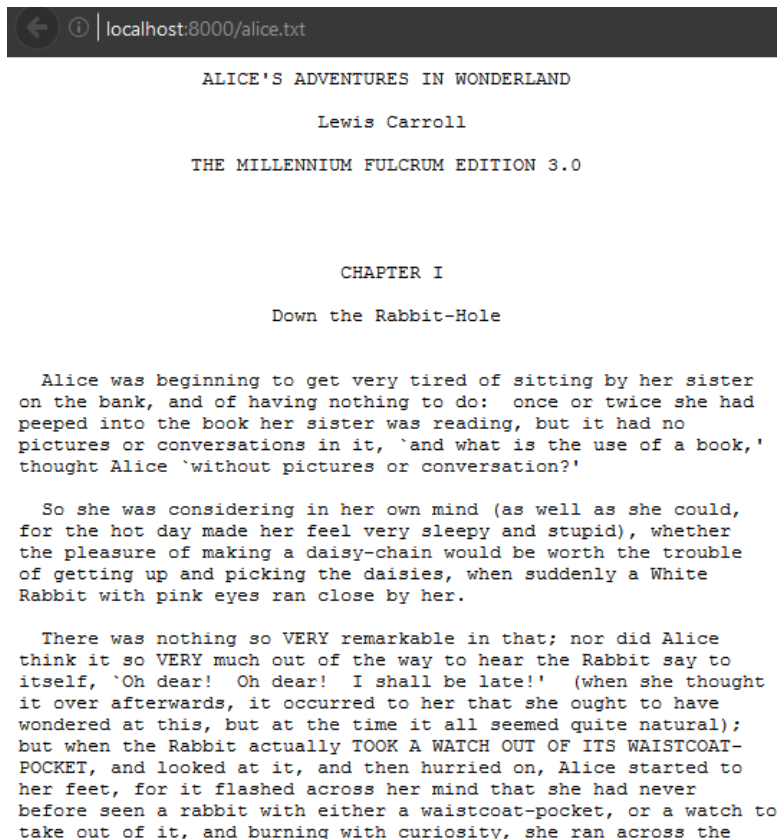 localhost:8000/alice.txt
ALICE'S ADVENTURES IN WONDERLAND
Lewis Carroll
THE MILLENNIUM FULCRUM EDITION 3.0
CHAPTER I
Down the Rabbit-Hole
Alice was beginning to get very tired of sitting by her sister
on the bank, and of having nothing to do:  once or twice she had
peeped into the book her sister was reading, but it had no
pictures or conversations in it, `and what is the use of a book,'
thought Alice `without pictures or conversation?'
So she was considering in her own mind (as well as she could,
for the hot day made her feel very sleepy and stupid), whether
the pleasure of making a daisy-chain would be worth the trouble
of getting up and picking the daisies, when suddenly a White
Rabbit with pink eyes ran close by her.
There was nothing so VERY remarkable in that; nor did Alice
think it so VERY much out of the way to hear the Rabbit say to
itself, `Oh dear!  Oh dear!  I shall be late!'  (when she thought
it over afterwards, it occurred to her that she ought to have
wondered at this, but at the time it all seemed quite natural);
but when the Rabbit actually TOOK A WATCH OUT OF ITS WAISTCOAT-
POCKET, and looked at it, and then hurried on, Alice started to
her feet, for it flashed across her mind that she had never
before seen a rabbit with either a waistcoat-pocket, or a watch to
take out of it, and burning with curiosity, she ran across the